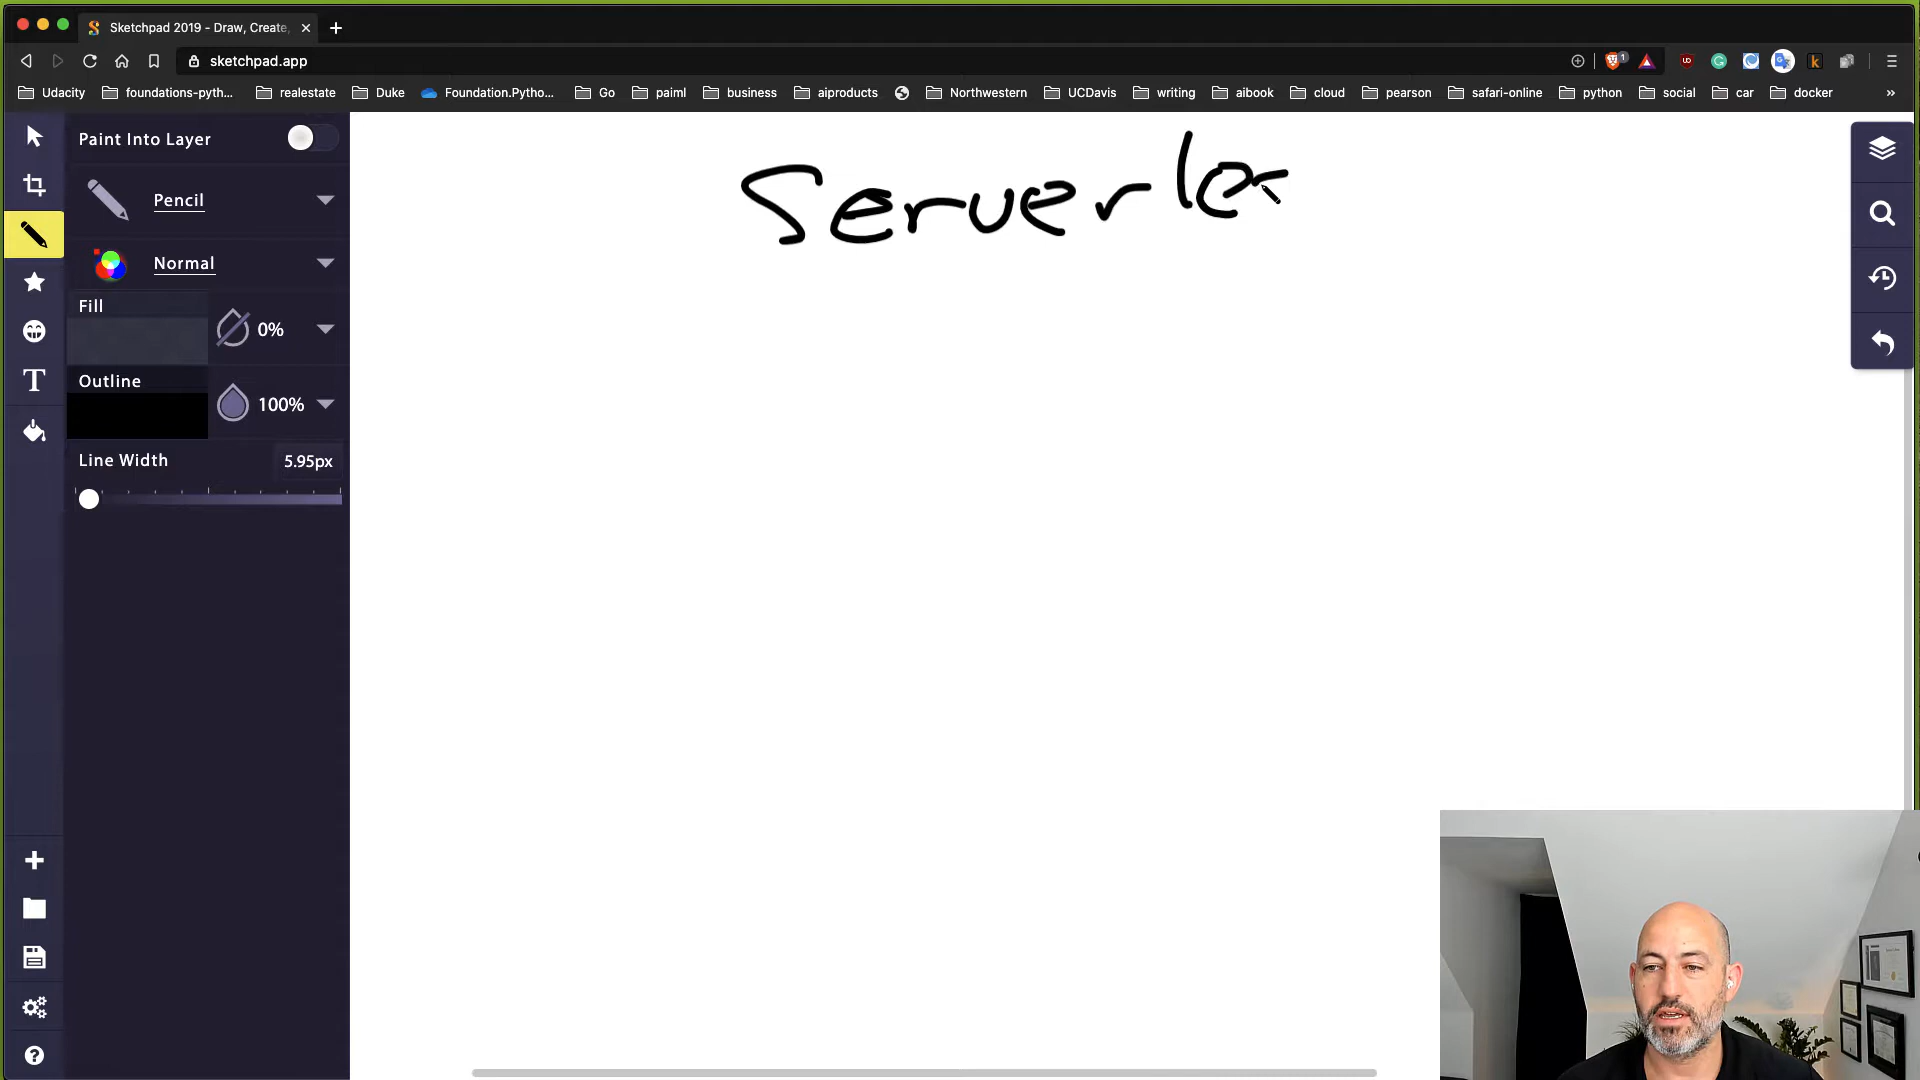 Sketchpad 2019 - Draw, Create,
sketchpad.app
Udacity
foundations-pyth...
realestate
Duke
Foundation.Pytho...
Go
paiml
business
aiproducts
Northwestern
UCDavis
writing
aibook
cloud
pearson
safari-online
python
social
car
docker
»
Paint Into Layer
Pencil
Normal
Fill
0%
Outline
100%
Line Width
5.95px
Serverles